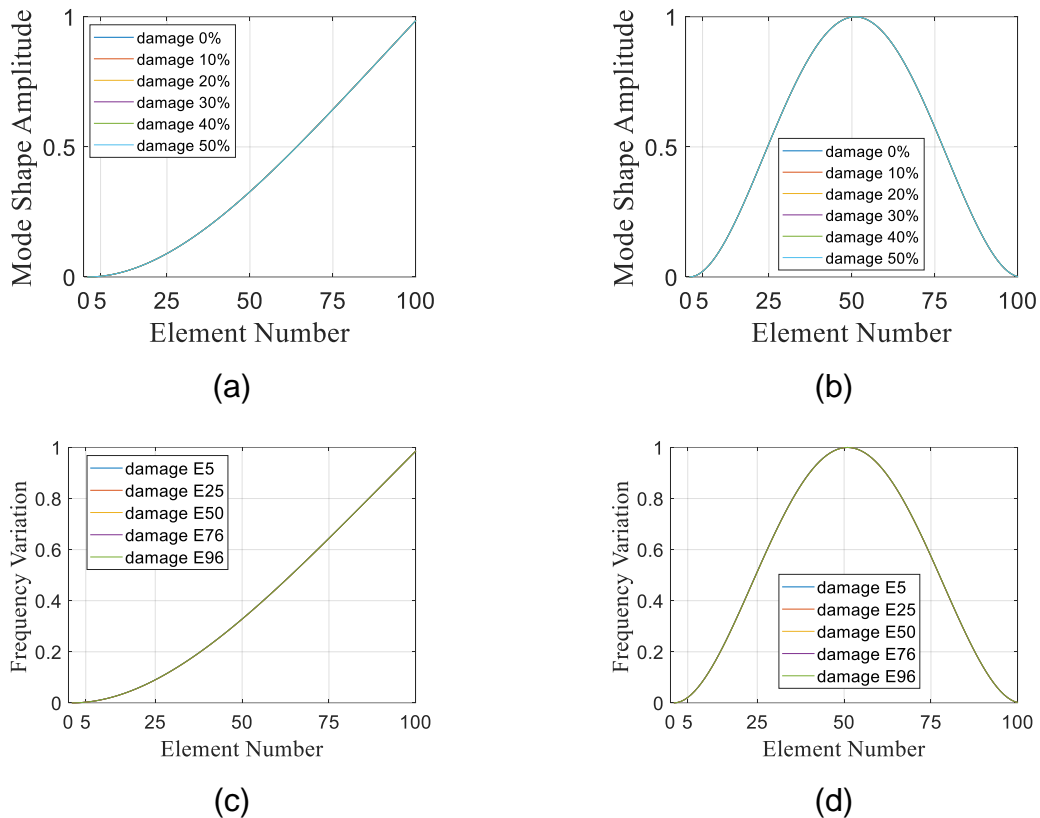 1
0.5
0
Mode Shape Amplitude
damage 0%
damage 10%
damage 20%
damage 30%
damage 40%
damage 50%
0 5 25 50 75 100
Element Number
(a)
1
0.5
0
Mode Shape Amplitude
damage 0%
damage 10%
damage 20%
damage 30%
damage 40%
damage 50%
0 5 25 50 75 100
Element Number
(b)
1
0.8
0.6
0.4
0.2
0
Frequency Variation
damage E5
damage E25
damage E50
damage E76
damage E96
0 5 25 50 75 100
Element Number
(c)
1
0.8
0.6
0.4
0.2
0
Frequency Variation
damage E5
damage E25
damage E50
damage E76
damage E96
0 5 25 50 75 100
Element Number
(d)